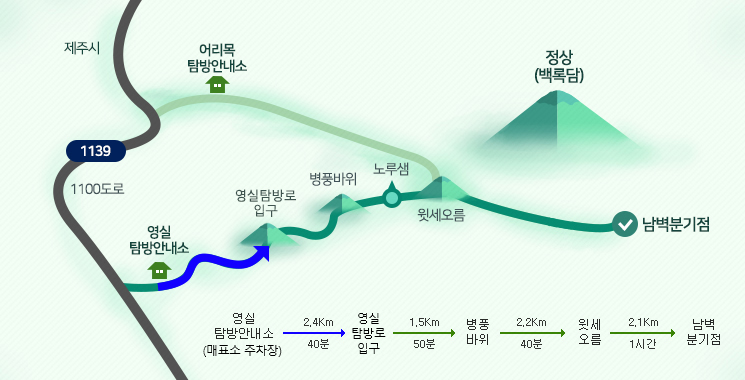 제주시
어리목
탐방안내소
정상
(백록담)
1139
1100도로
노루샘
병풍바위
영실탐방로
입구
윗세오름
남벽분기점
영실
탐방안내소
영실
탐방안내소
(매표소 주차장)
2,4Km
40분
영실
탐방로
입구
1,5Km
50분
병풍
바위
2,2Km
40분
윗세
오름
2,1Km
1시간
남벽
분기점